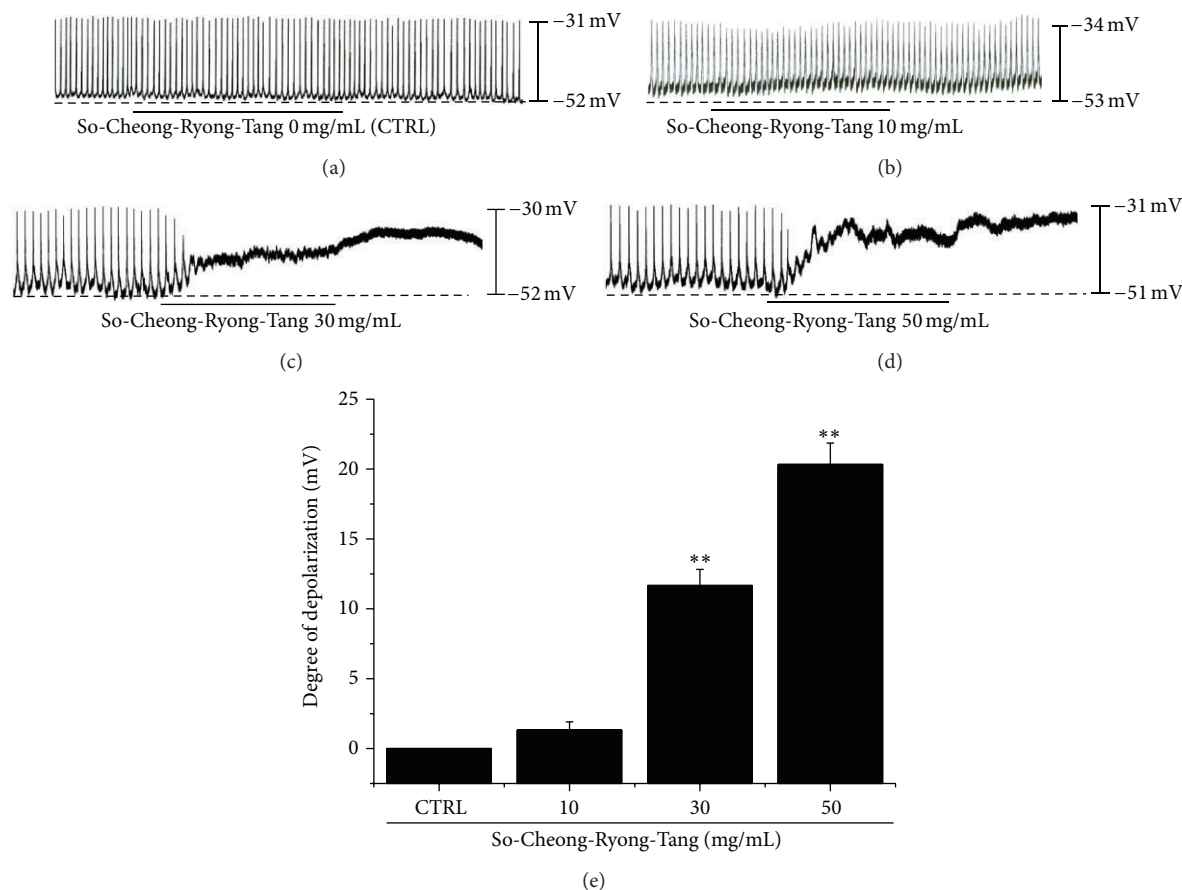 −31 mV
−52 mV
So-Cheong-Ryong-Tang 0 mg/mL (CTRL)
(a)
−34 mV
−53 mV
So-Cheong-Ryong-Tang 10 mg/mL
(b)
−30 mV
−52 mV
So-Cheong-Ryong-Tang 30 mg/mL
(c)
−31 mV
−51 mV
So-Cheong-Ryong-Tang 50 mg/mL
(d)
Degree of depolarization (mV)
25
20
15
10
5
0
**
**
CTRL 10 30 50
So-Cheong-Ryong-Tang (mg/mL)
(e)